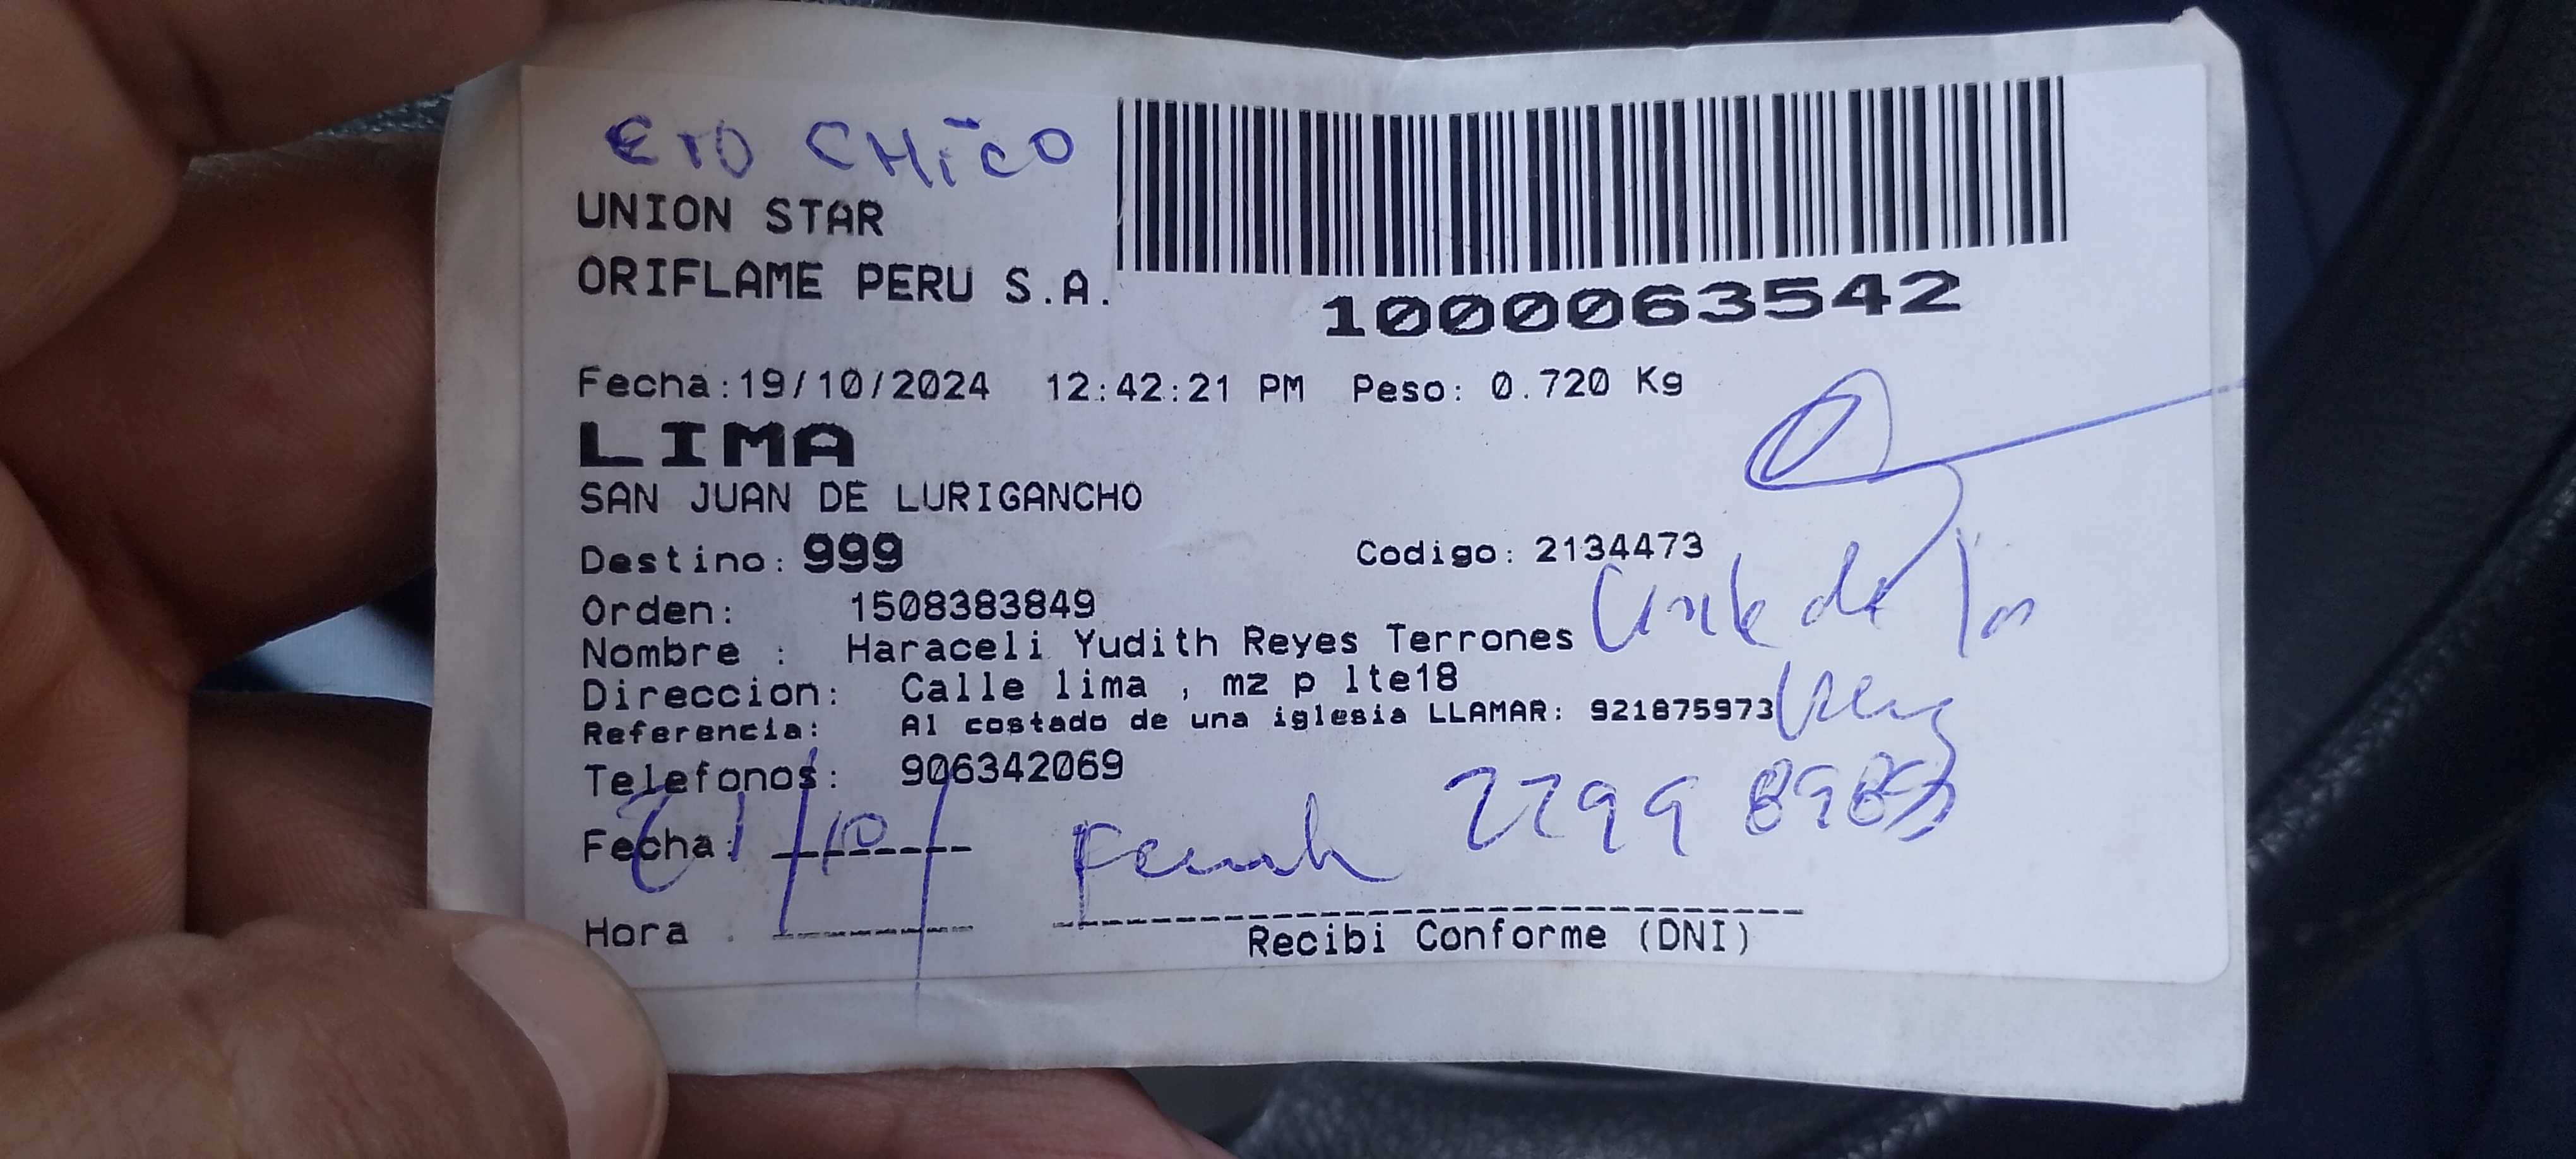 CHICO
UNION STAR
ORIFLAME PERU S.A.
1000063542
Fecha:19/10/2024 12:42:21 PM Peso: 0.720 Kg
LIMA
SAN JUAN DE LURIGANCHO
Destino: 999 Codigo: 2134473
Orden: 1508383849
Nombre : Haraceli Yudith Reyes Terrones
Direccion: Calle lima , mz p lte18
Referencia: Al costado de una iglesia LLAMAR: 921875973
Telefonos: 906342069
Fecha:
Hora
Recibi Conforme (DNI)